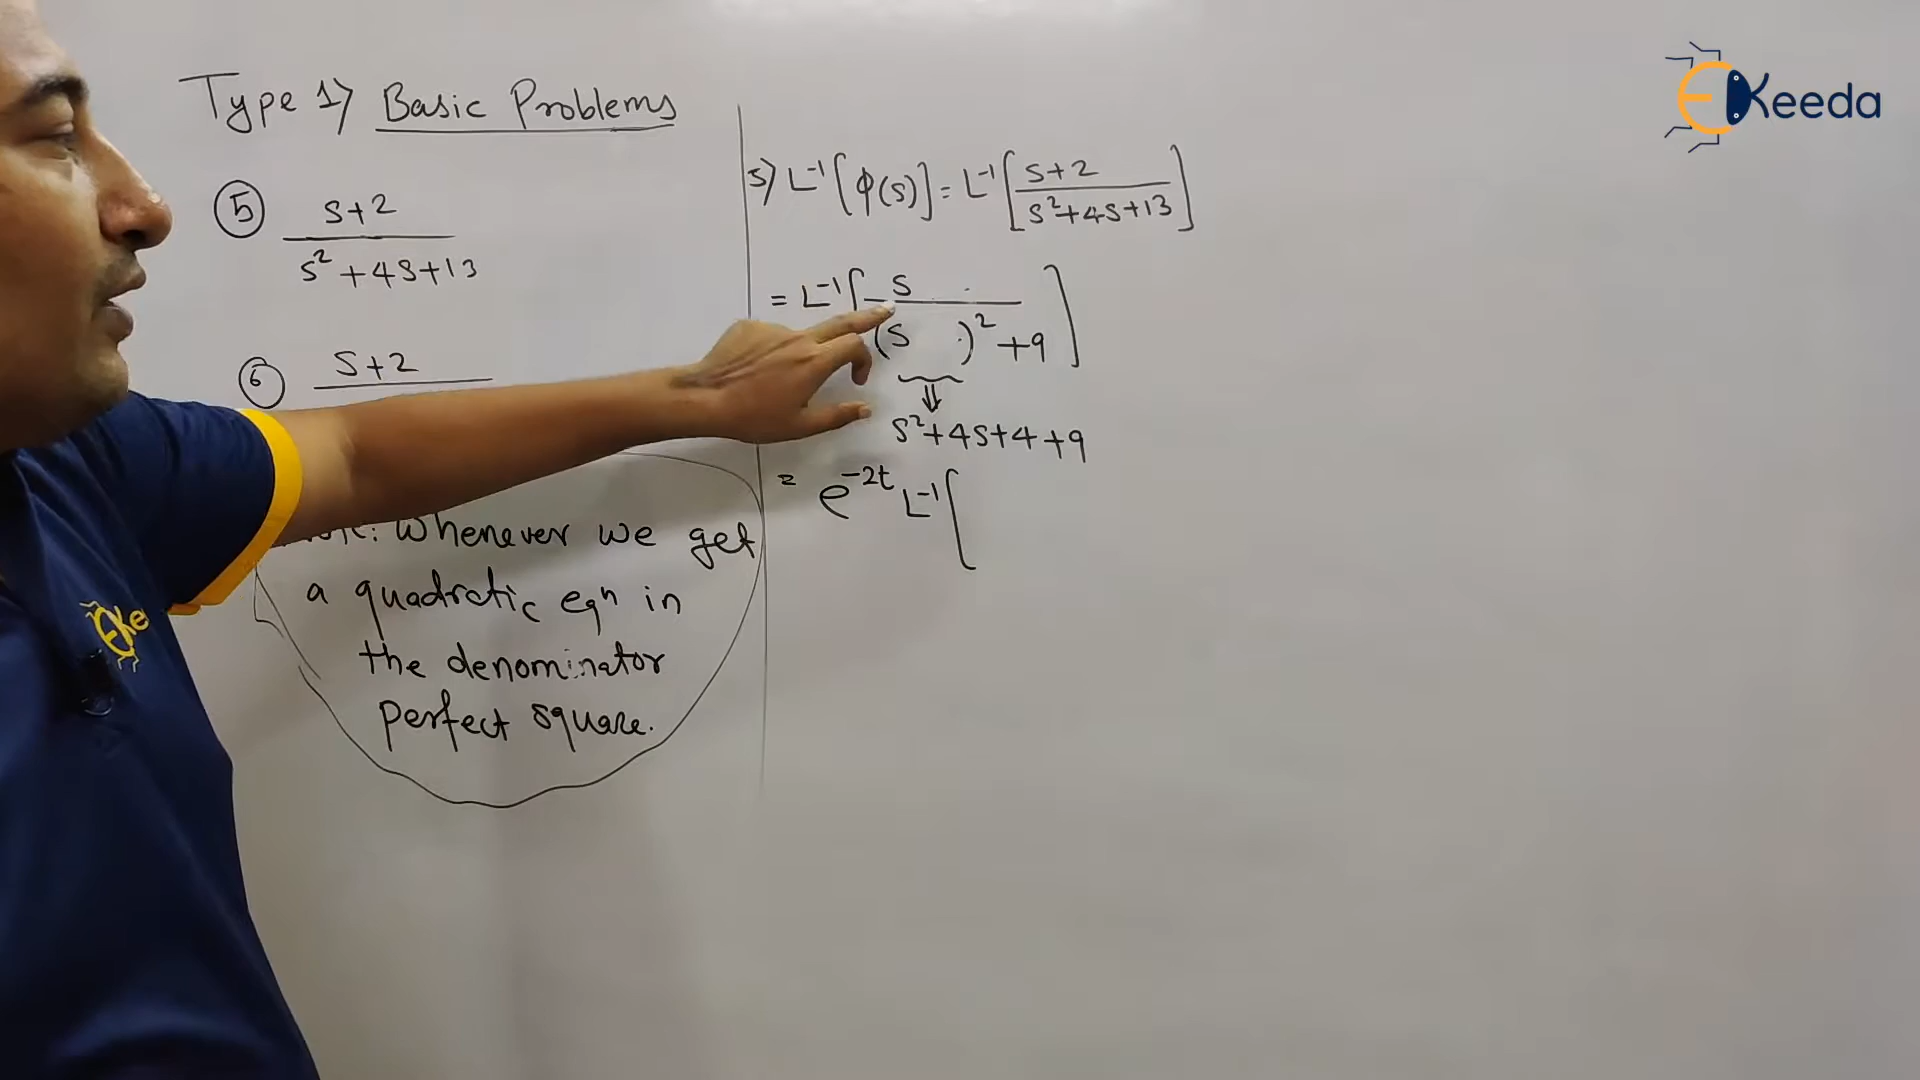 Type 1) Basic Problems
⑤ s+2
s²+4s+13
⑥ s+2
Whenever we get
a quadratic eqn in
the denominator
perfect square.
5) L⁻¹[φ(s)] = L⁻¹[s+2
s²+4s+13]
= L⁻¹[s
(s )²+9]
⇓
s²+4s+4+9
= e⁻²ᵗ L⁻¹[
EKeeda